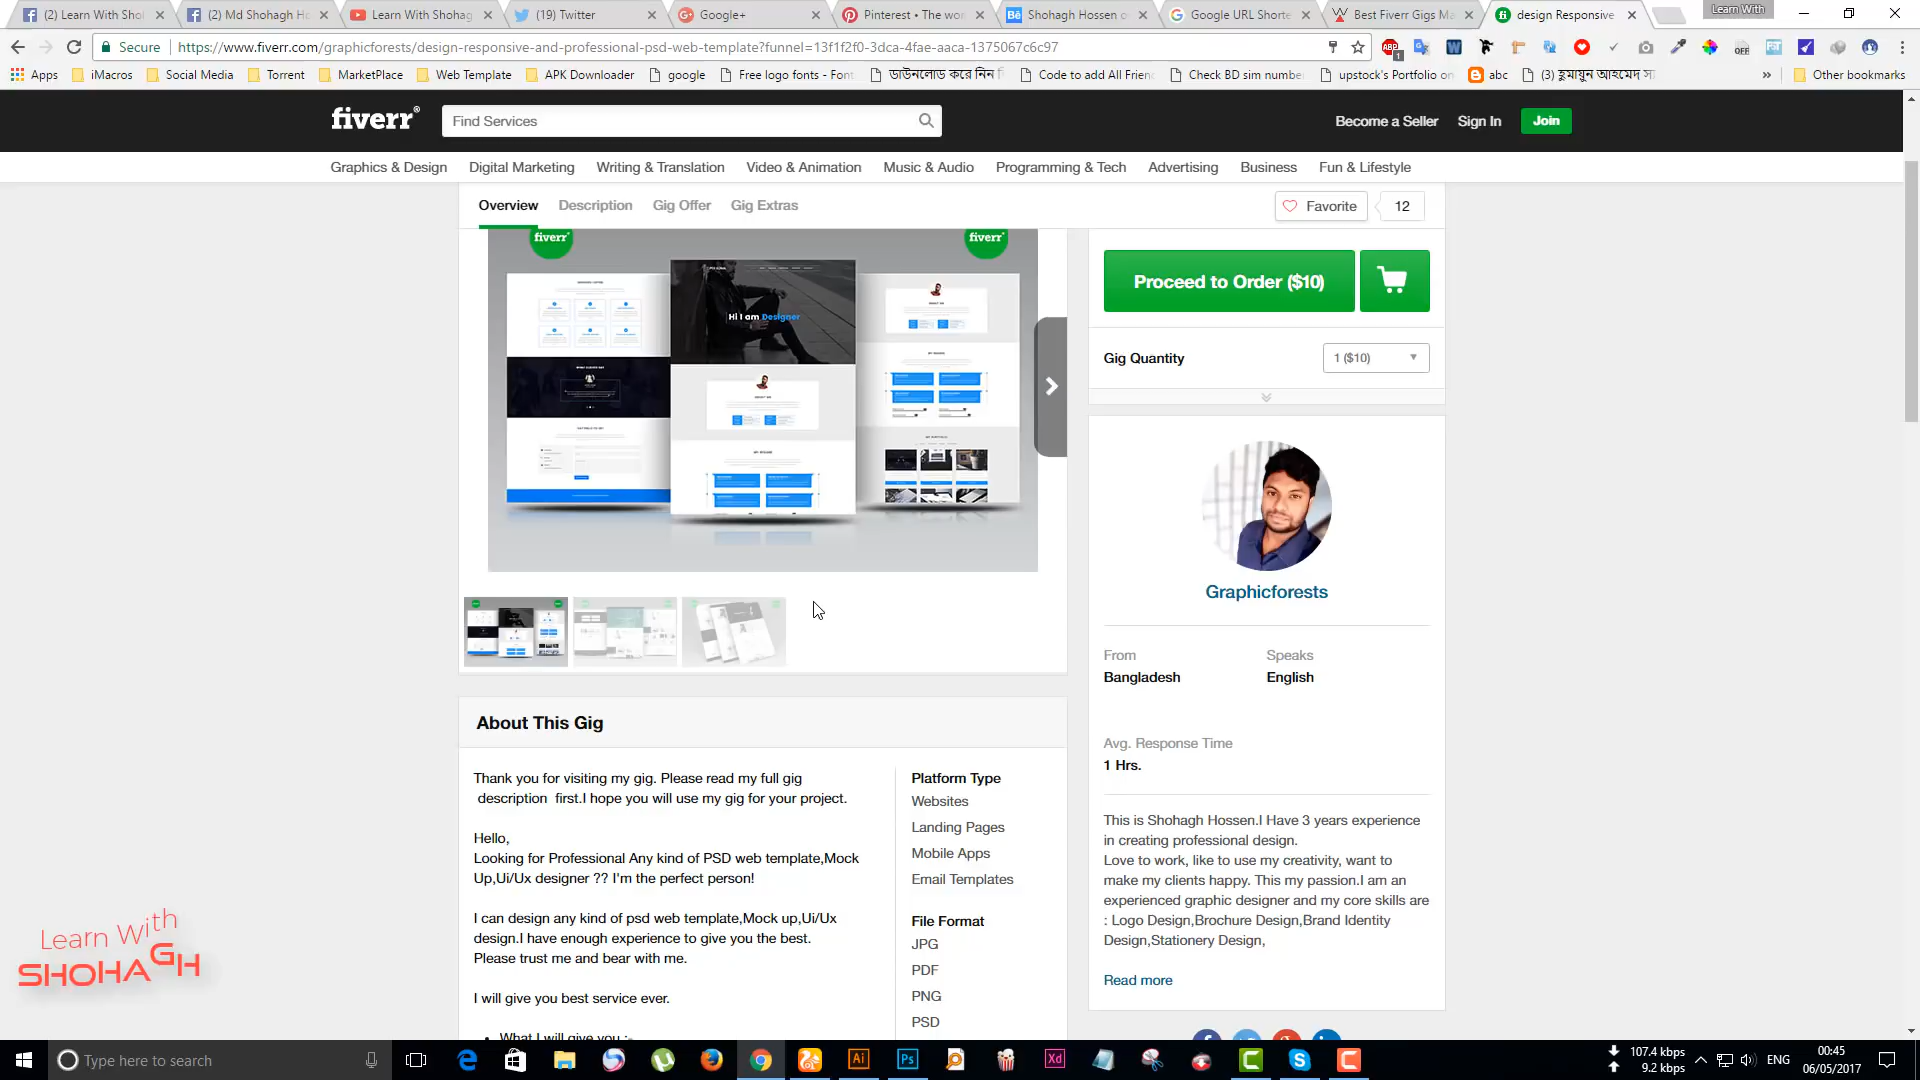 (2) Learn With Sho
(2) Md Shohagh Ho
Learn With Shohag
(19) Twitter
Google+
Pinterest • The wor
Shohagh Hossen o
Google URL Shorte
Best Fiverr Gigs Ma
design Responsive
Learn With
Secure
https://www.fiverr.com/graphicforests/design-responsive-and-professional-psd-web-template?funnel=13f1f2f0-3dca-4fae-aaca-1375067c6c97
Apps
iMacros
Social Media
Torrent
MarketPlace
Web Template
APK Downloader
google
Free logo fonts - Font
ডাউনলোড করে নিন
Code to add All Frien
Check BD sim numbe
upstock's Portfolio on
abc
(3) হুমায়ুন আহমেদ স
Other bookmarks
fiverr
Find Services
Become a Seller
Sign In
Join
Graphics & Design
Digital Marketing
Writing & Translation
Video & Animation
Music & Audio
Programming & Tech
Advertising
Business
Fun & Lifestyle
Overview
Description
Gig Offer
Gig Extras
Favorite
12
fiverr
fiverr
Hi I am Designer
Proceed to Order ($10)
Gig Quantity
1 ($10)
Graphicforests
From
Bangladesh
Speaks
English
Avg. Response Time
1 Hrs.
This is Shohagh Hossen.I Have 3 years experience
in creating professional design.
Love to work, like to use my creativity, want to
make my clients happy. This my passion.I am an
experienced graphic designer and my core skills are
: Logo Design,Brochure Design,Brand Identity
Design,Stationery Design,
Read more
About This Gig
Thank you for visiting my gig. Please read my full gig
description first.I hope you will use my gig for your project.
Hello,
Looking for Professional Any kind of PSD web template,Mock
Up,Ui/Ux designer ?? I'm the perfect person!
I can design any kind of psd web template,Mock up,Ui/Ux
design.I have enough experience to give you the best.
Please trust me and bear with me.
I will give you best service ever.
What I will give you :-
Platform Type
Websites
Landing Pages
Mobile Apps
Email Templates
File Format
JPG
PDF
PNG
PSD
Learn With
SHOHAGH
Type here to search
107.4 kbps
9.2 kbps
ENG
00:45
06/05/2017